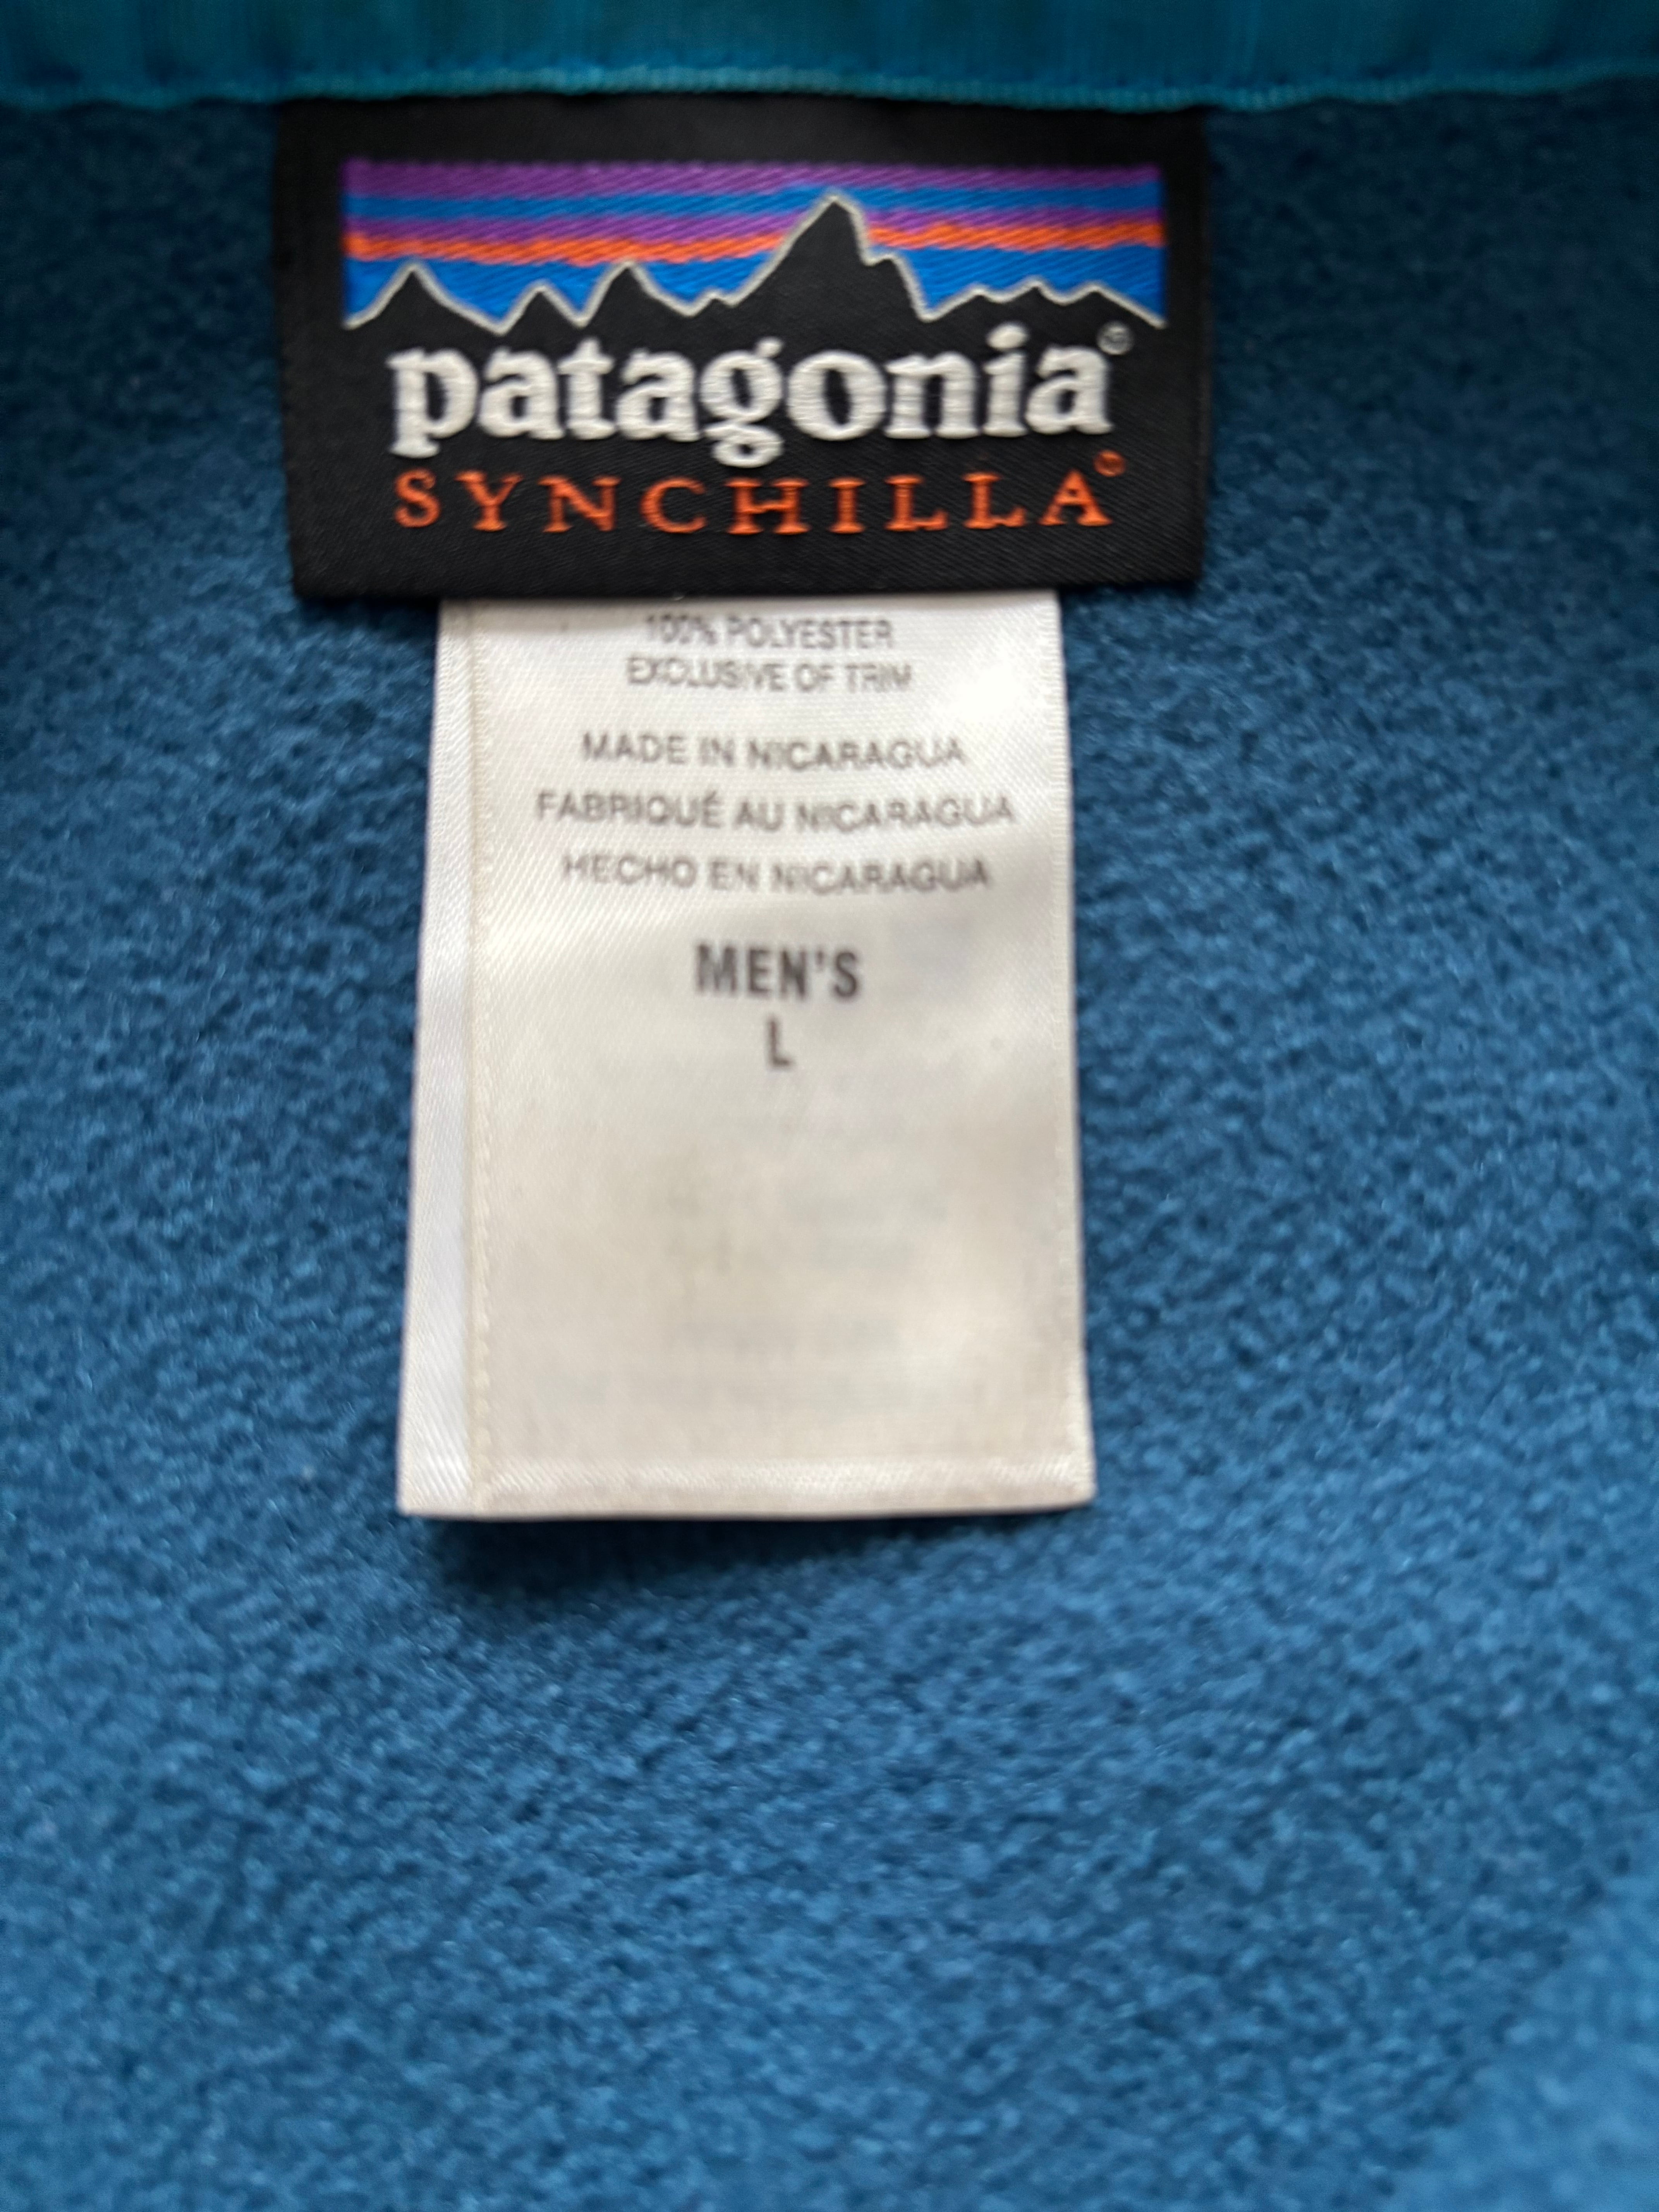 patagonia®
SYNCHILLA®
100% POLYESTER
EXCLUSIVE OF TRIM
MADE IN NICARAGUA
FABRIQUÉ AU NICARAGUA
HECHO EN NICARAGUA
MEN'S
L